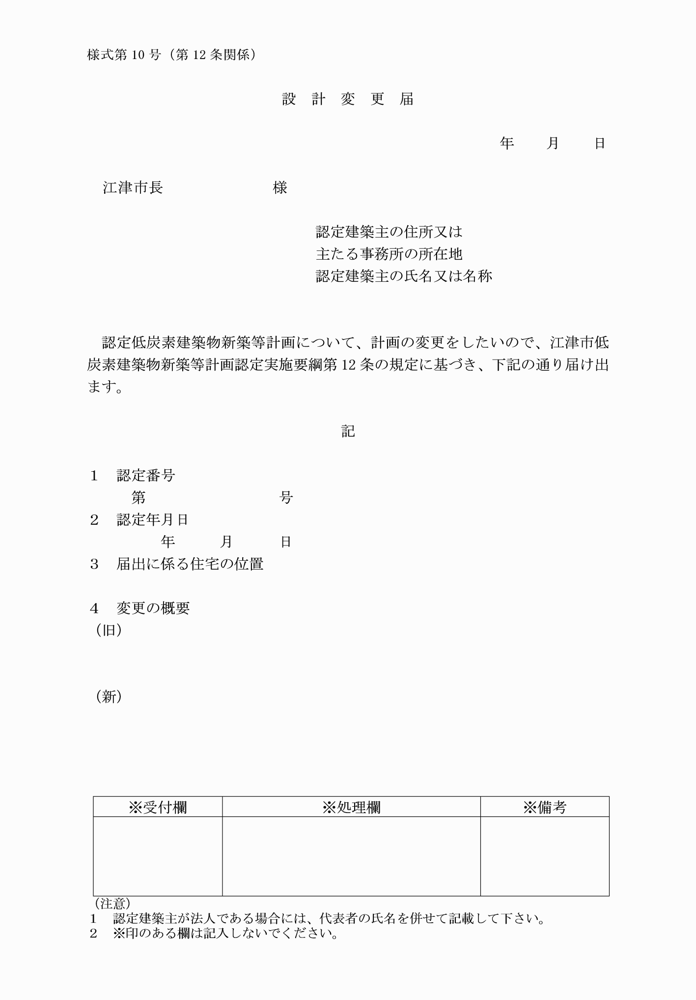 様式第 10 号（第 12 条関係）
設　計　変　更　届
年　　月　　日
江津市長　　　　　　　様
認定建築主の住所又は
主たる事務所の所在地
認定建築主の氏名又は名称
認定低炭素建築物新築等計画について、計画の変更をしたいので、江津市低
炭素建築物新築等計画認定実施要綱第 12 条の規定に基づき、下記の通り届け出
ます。
記
１　認定番号
第　　　　　　　　　号
２　認定年月日
年　　　月　　　日
３　届出に係る住宅の位置
４　変更の概要
（旧）
（新）
※受付欄　※処理欄　※備考
（注意）
１　認定建築主が法人である場合には、代表者の氏名を併せて記載して下さい。
２　※印のある欄は記入しないでください。